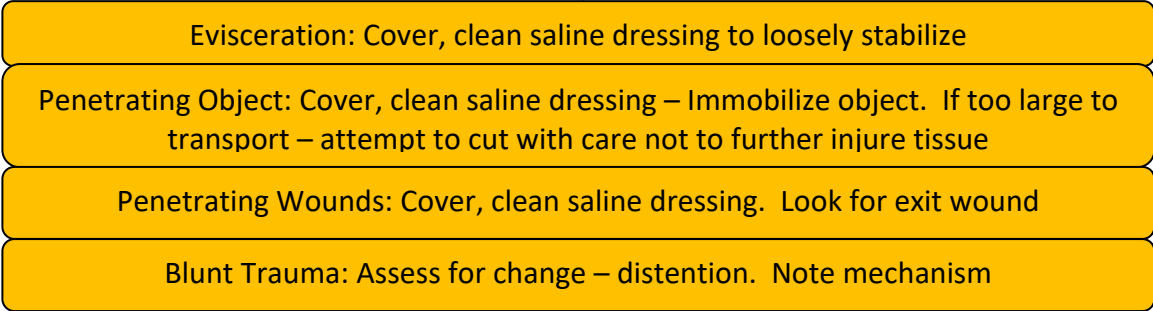 Evisceration: Cover, clean saline dressing to loosely stabilize
Penetrating Object: Cover, clean saline dressing – Immobilize object.  If too large to
transport – attempt to cut with care not to further injure tissue
Penetrating Wounds: Cover, clean saline dressing.  Look for exit wound
Blunt Trauma: Assess for change – distention.  Note mechanism